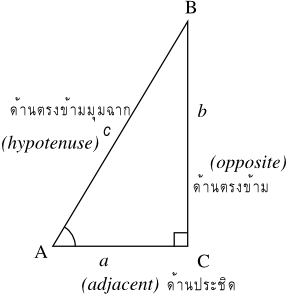 B
ด้านตรงข้ามมุมฉาก
c
b
(hypotenuse)
(opposite)
ด้านตรงข้าม
A
C
a
(adjacent) ด้านประชิด